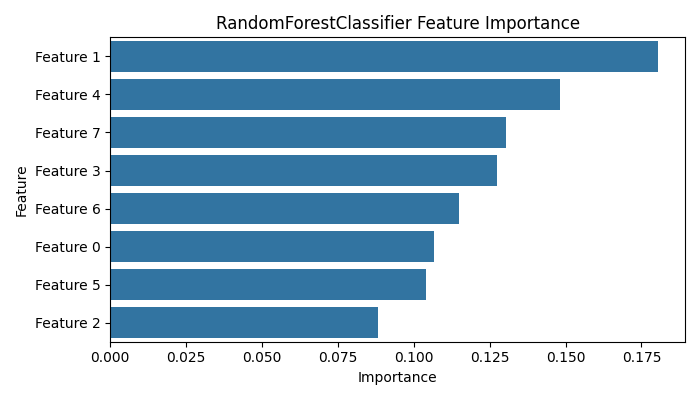 RandomForestClassifier Feature Importance
Feature 1
Feature 4
Feature 7
Feature 3
Feature 6
Feature 0
Feature 5
Feature 2
Feature
0.000 0.025 0.050 0.075 0.100 0.125 0.150 0.175
Importance